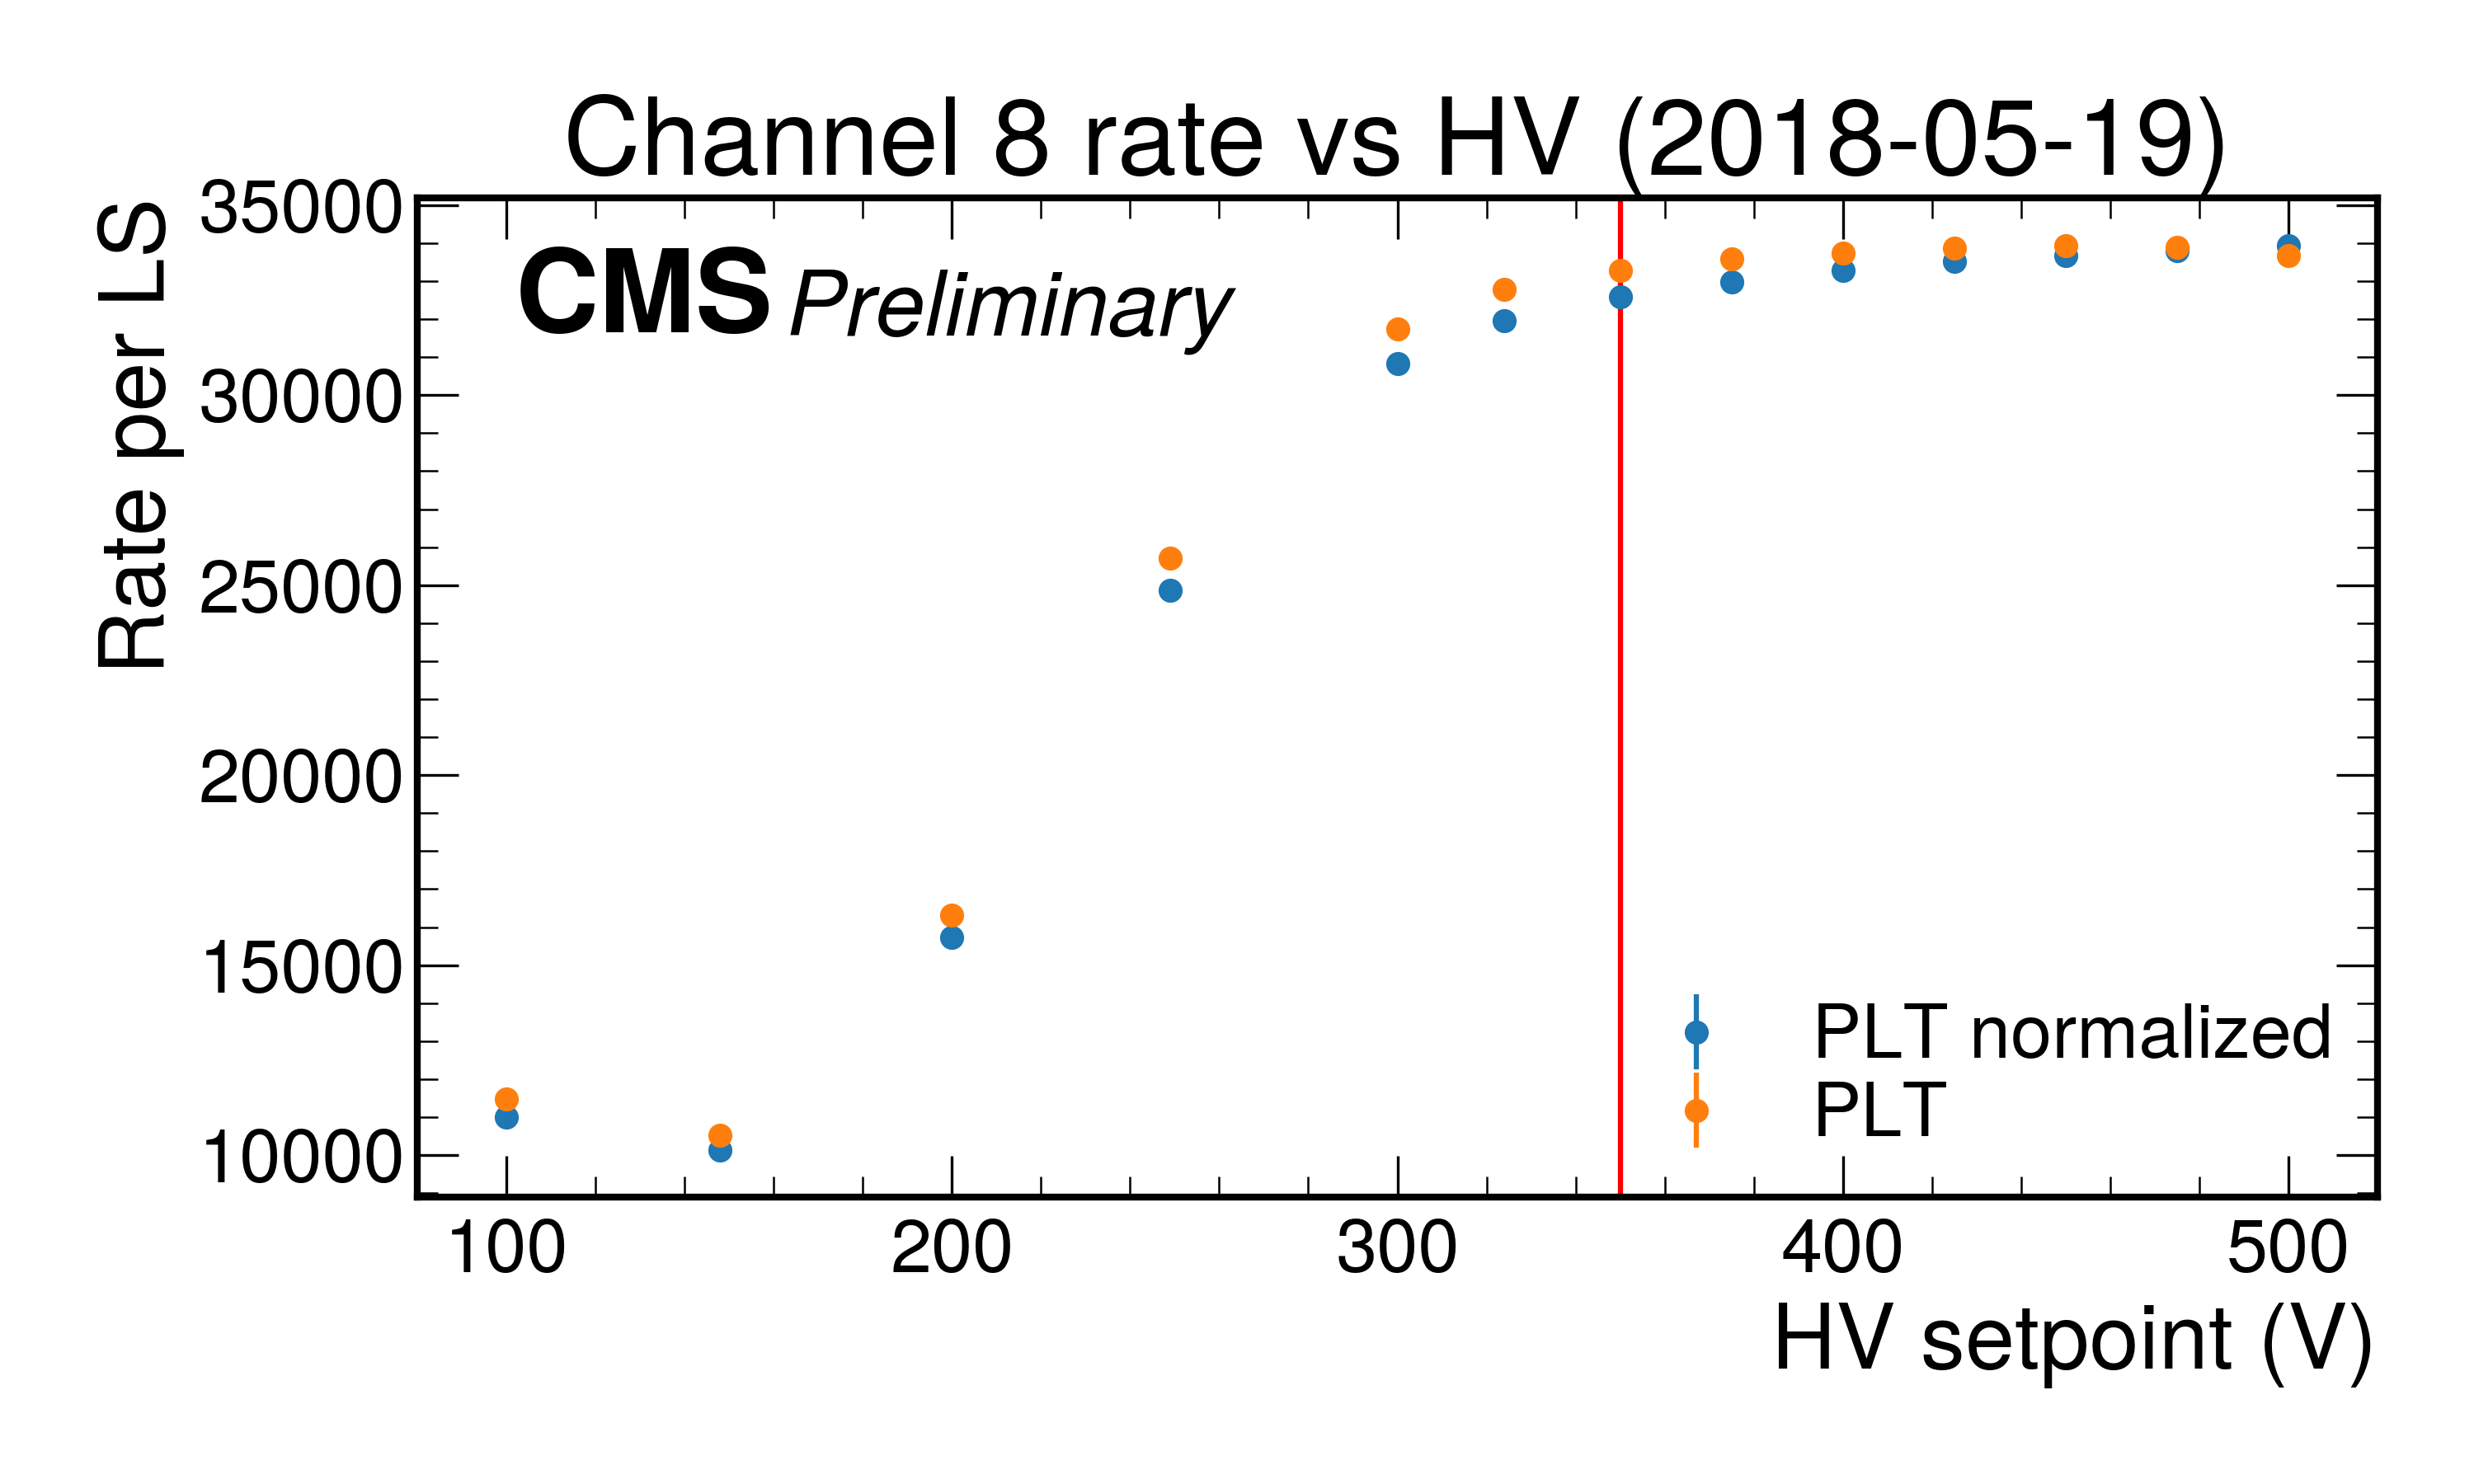 Channel 8 rate vs HV (2018-05-19)
CMS Preliminary
Rate per LS
35000
30000
25000
20000
15000
10000
PLT normalized
PLT
100 200 300 400 500
HV setpoint (V)